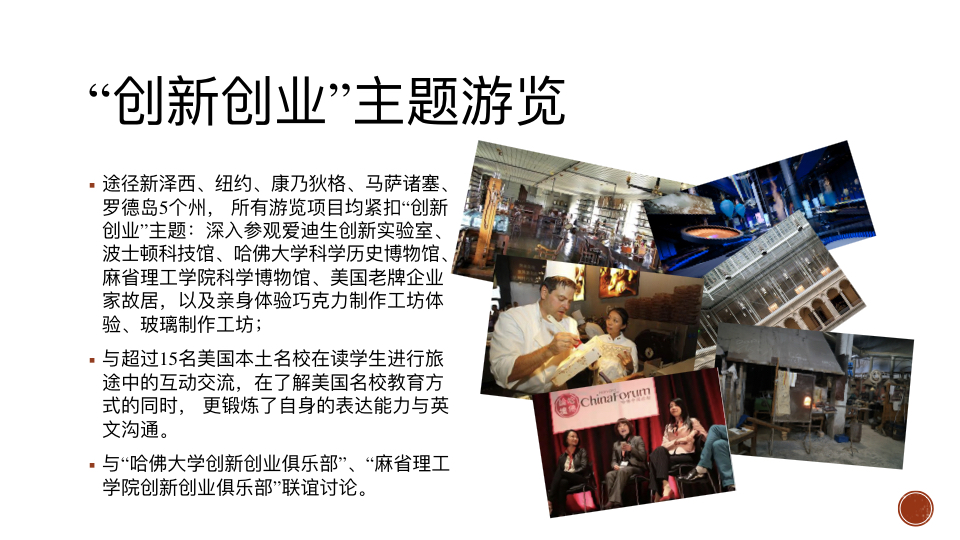 “创新创业”主题游览
途径新泽西、纽约、康乃狄格、马萨诸塞、
罗德岛5个州， 所有游览项目均紧扣“创新
创业”主题：深入参观爱迪生创新实验室、
波士顿科技馆、哈佛大学科学历史博物馆、
麻省理工学院科学博物馆、美国老牌企业
家故居，以及亲身体验巧克力制作工坊体
验、玻璃制作工坊；
与超过15名美国本土名校在读学生进行旅
途中的互动交流，在了解美国名校教育方
式的同时， 更锻炼了自身的表达能力与英
文沟通。
与“哈佛大学创新创业俱乐部”、“麻省理工
学院创新创业俱乐部”联谊讨论。
ChinaForum